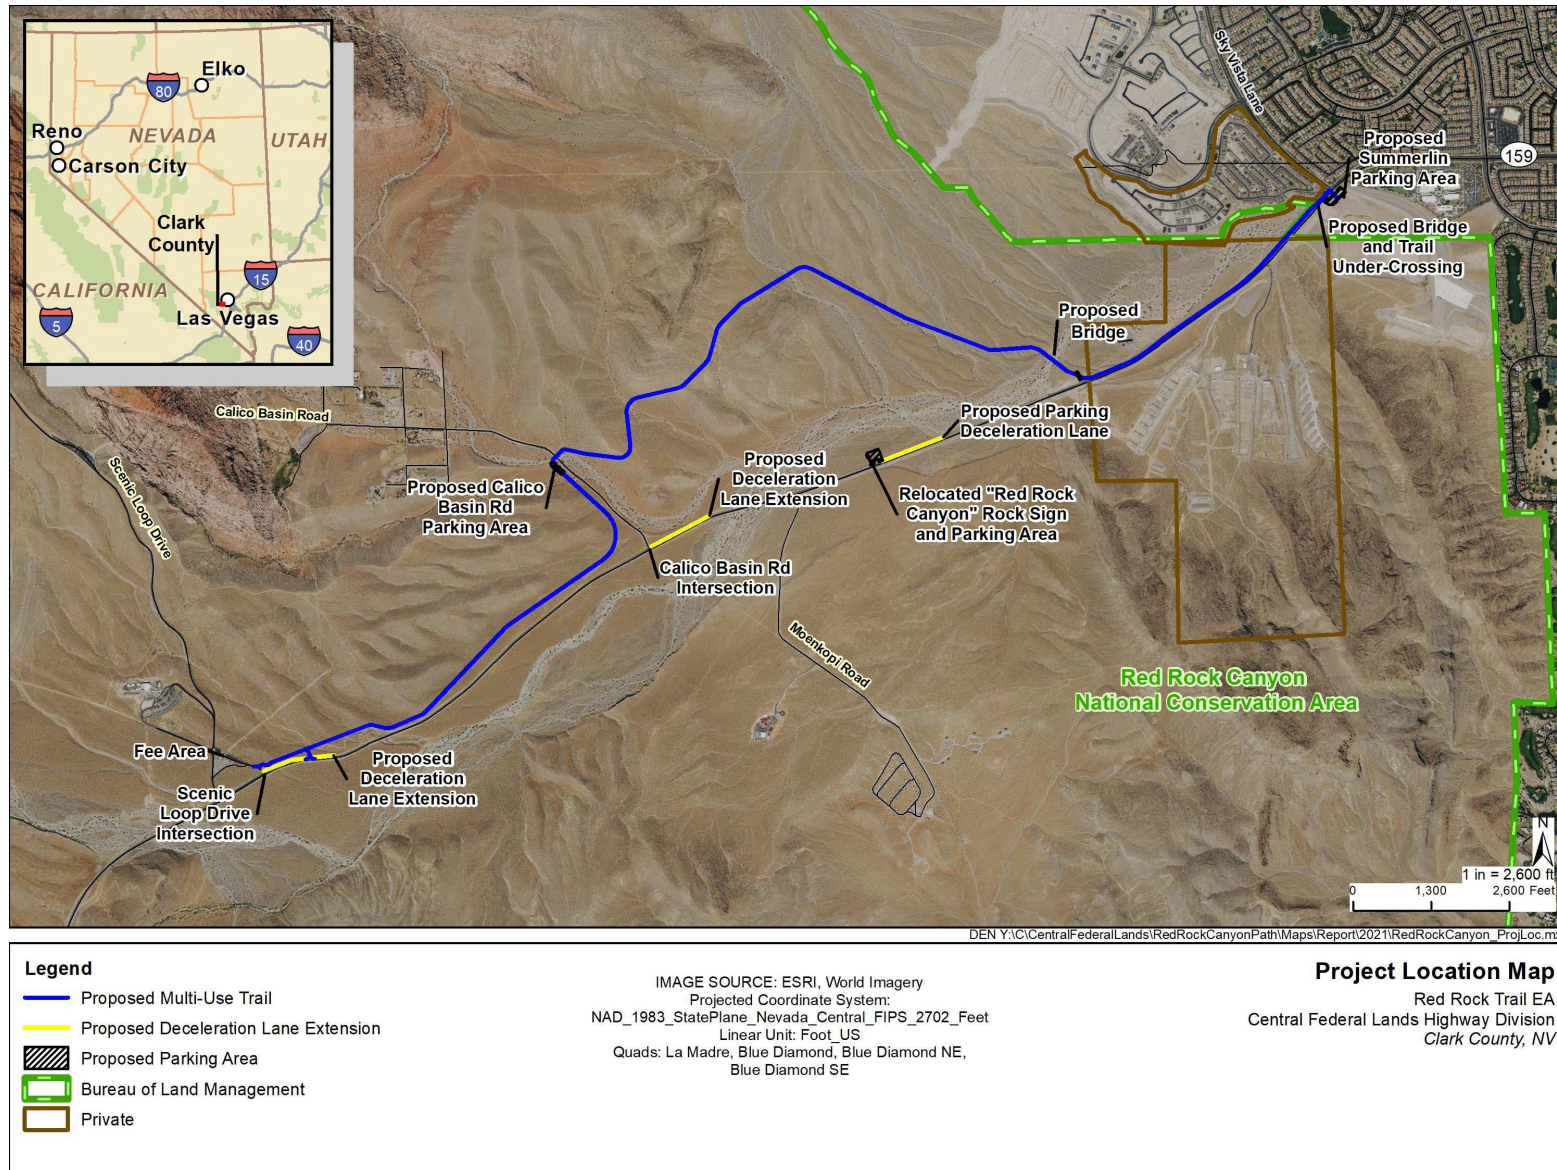 Elko
80
Reno
NEVADA
UTAH
Carson City
Clark
County
15
CALIFORNIA
Las Vegas
5
40
Sky Vista Lane
159
Proposed
Summerlin
Parking Area
Proposed Bridge
and Trail
Under-Crossing
Proposed
Bridge
Calico Basin Road
Proposed Parking
Deceleration Lane
Proposed
Deceleration
Lane Extension
Scenic Loop Drive
Proposed Calico
Basin Rd
Parking Area
Relocated "Red Rock
Canyon" Rock Sign
and Parking Area
Calico Basin Rd
Intersection
Moenkopi Road
Red Rock Canyon
National Conservation Area
Fee Area
Proposed
Deceleration
Lane Extension
Scenic
Loop Drive
Intersection
N
1 in = 2,600 ft
0 1,300 2,600 Feet
DEN Y:\C\CentralFederalLands\RedRockCanyonPath\Maps\Report\2021\RedRockCanyon_ProjLoc.m
Legend
Proposed Multi-Use Trail
Proposed Deceleration Lane Extension
Proposed Parking Area
Bureau of Land Management
Private
IMAGE SOURCE: ESRI, World Imagery
Projected Coordinate System:
NAD_1983_StatePlane_Nevada_Central_FIPS_2702_Feet
Linear Unit: Foot_US
Quads: La Madre, Blue Diamond, Blue Diamond NE,
Blue Diamond SE
Project Location Map
Red Rock Trail EA
Central Federal Lands Highway Division
Clark County, NV